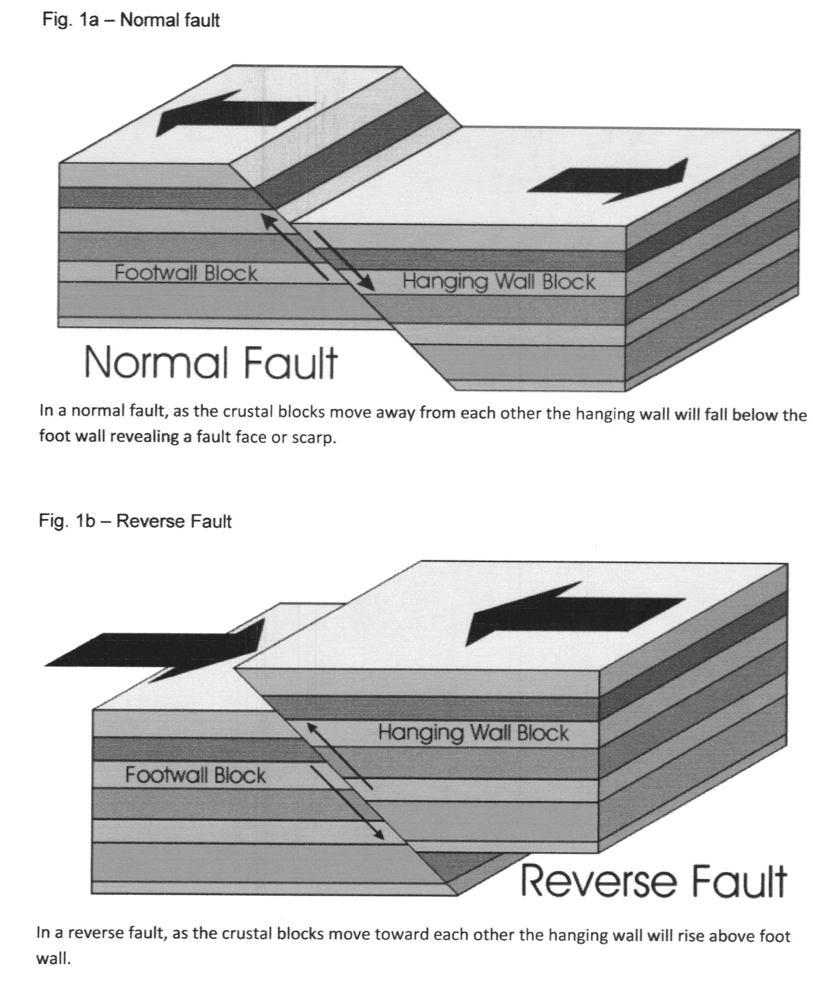 Fig. 1a – Normal fault
Footwall Block
Hanging Wall Block
Normal Fault
In a normal fault, as the crustal blocks move away from each other the hanging wall will fall below the
foot wall revealing a fault face or scarp.
Fig. 1b – Reverse Fault
Hanging Wall Block
Footwall Block
Reverse Fault
In a reverse fault, as the crustal blocks move toward each other the hanging wall will rise above foot
wall.